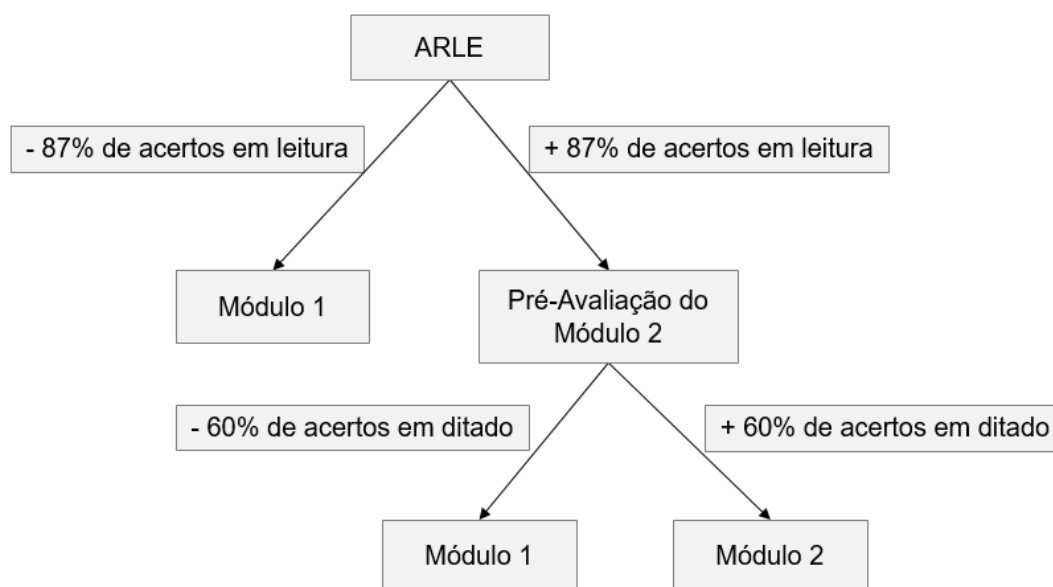 ARLE
- 87% de acertos em leitura
+ 87% de acertos em leitura
Módulo 1
Pré-Avaliação do
Módulo 2
- 60% de acertos em ditado
+ 60% de acertos em ditado
Módulo 1
Módulo 2